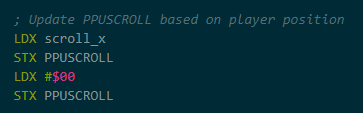 ; Update PPUSCROLL based on player position
LDX scroll_x
STX PPUSCROLL
LDX #$00
STX PPUSCROLL